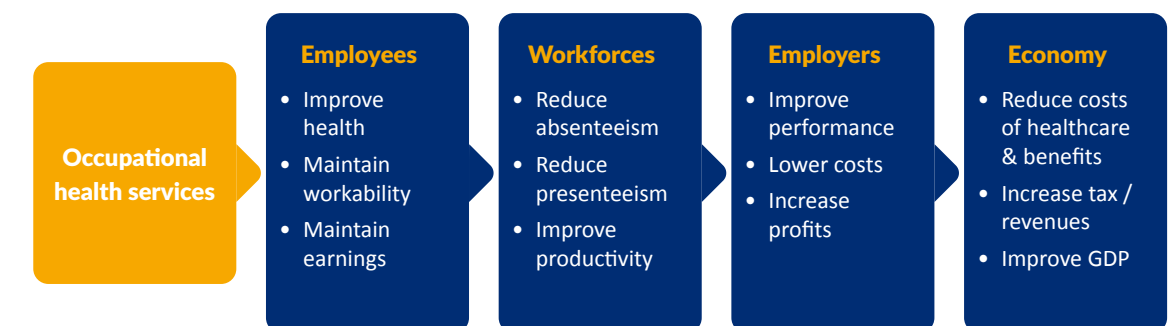 Occupational
health services
Employees
• Improve
health
• Maintain
workability
• Maintain
earnings
Workforces
• Reduce
absenteeism
• Reduce
presenteeism
• Improve
productivity
Employers
• Improve
performance
• Lower costs
• Increase
profits
Economy
• Reduce costs
of healthcare
& benefits
• Increase tax /
revenues
• Improve GDP